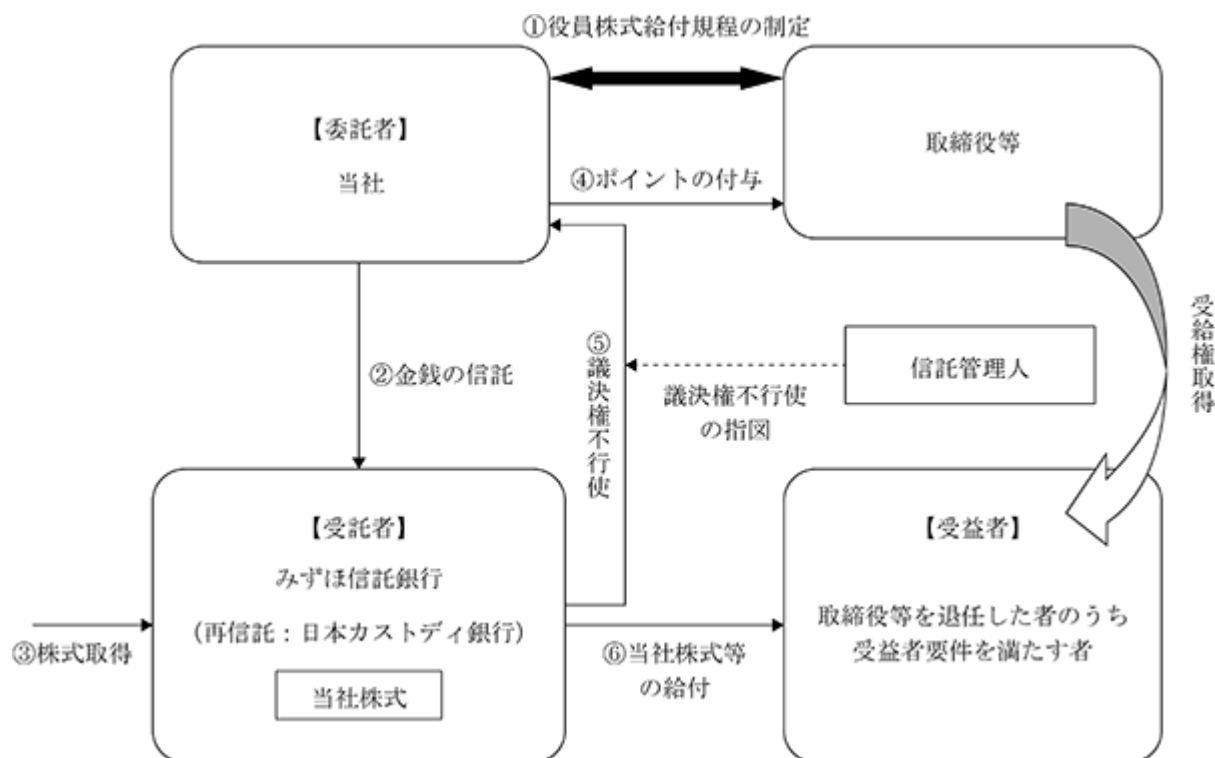 ①役員株式給付規程の制定
【委託者】
当社
取締役等
④ポイントの付与
②金銭の信託
⑤議決権不行使
議決権不行使
の指図
信託管理人
受給権取得
【受託者】
みずほ信託銀行
(再信託：日本カストディ銀行)
当社株式
③株式取得
⑥当社株式等
の給付
【受益者】
取締役等を退任した者のうち
受益者要件を満たす者